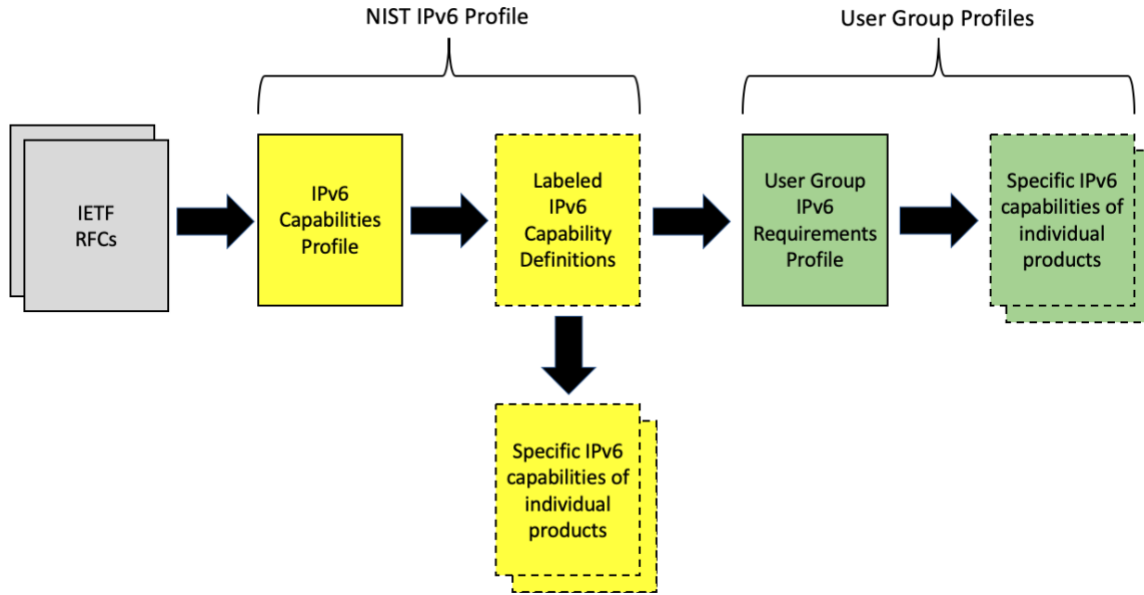 NIST IPv6 Profile
User Group Profiles
IETF
RFCs
IPv6
Capabilities
Profile
Labeled
IPv6
Capability
Definitions
User Group
IPv6
Requirements
Profile
Specific IPv6
capabilities of
individual
products
Specific IPv6
capabilities of
individual
products